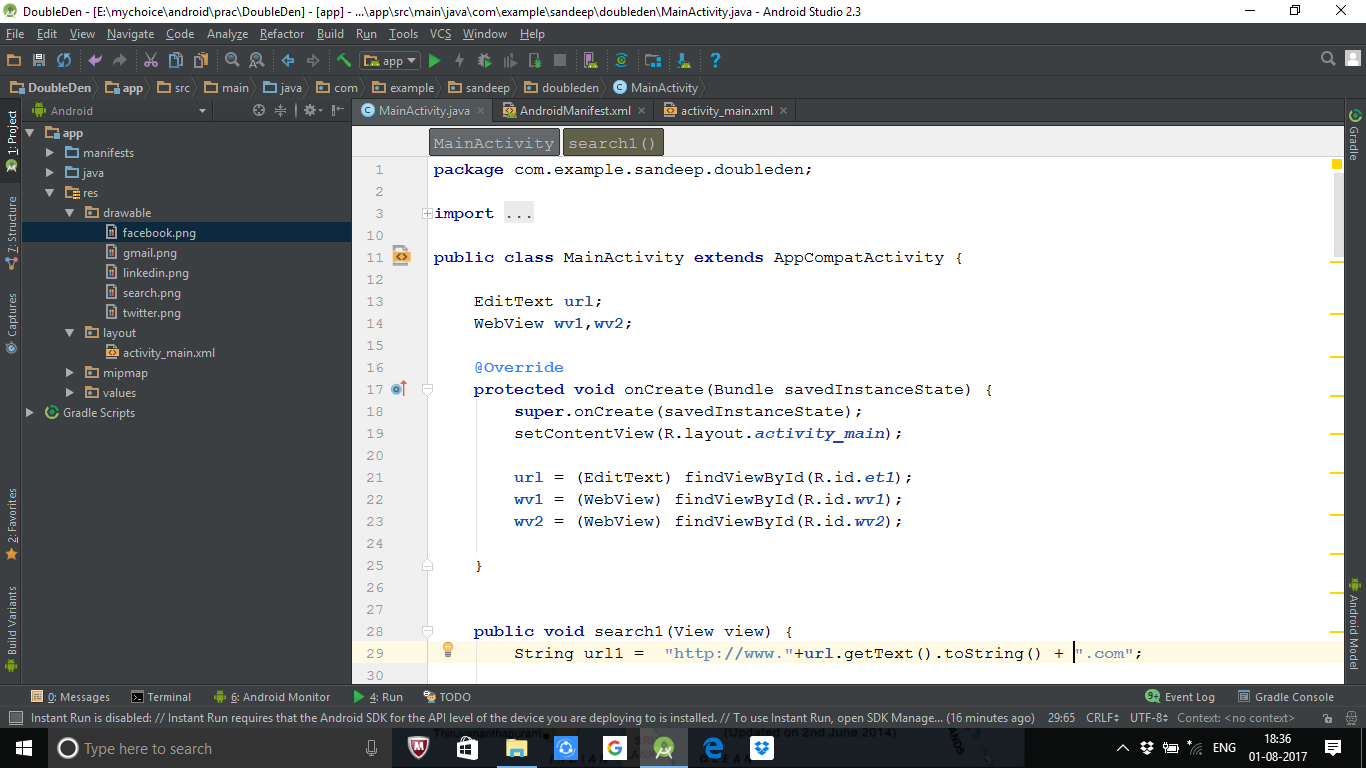 DoubleDen - [E:\mychoice\android\prac\DoubleDen] - [app] - ...\app\src\main\java\com\example\sandeep\doubleden\MainActivity.java - Android Studio 2.3
File Edit View Navigate Code Analyze Refactor Build Run Tools VCS Window Help
app
DoubleDen app src main java com example sandeep doubleden MainActivity
1: Project
7: Structure
Captures
2: Favorites
Build Variants
Android
app
manifests
java
res
drawable
facebook.png
gmail.png
linkedin.png
search.png
twitter.png
layout
activity_main.xml
mipmap
values
Gradle Scripts
MainActivity.java AndroidManifest.xml activity_main.xml
MainActivity search1()
1 package com.example.sandeep.doubleden;
2
3 import ...
10
11 public class MainActivity extends AppCompatActivity {
12
13 EditText url;
14 WebView wv1,wv2;
15
16 @Override
17 protected void onCreate(Bundle savedInstanceState) {
18 super.onCreate(savedInstanceState);
19 setContentView(R.layout.activity_main);
20
21 url = (EditText) findViewById(R.id.et1);
22 wv1 = (WebView) findViewById(R.id.wv1);
23 wv2 = (WebView) findViewById(R.id.wv2);
24
25 }
26
27
28 public void search1(View view) {
29 String url1 = "http://www."+url.getText().toString() + ".com";
30
Gradle
Android Model
0: Messages Terminal 6: Android Monitor 4: Run TODO 9+ Event Log Gradle Console
Instant Run is disabled: // Instant Run requires that the Android SDK for the API level of the device you are deploying to is installed. // To use Instant Run, open SDK Manage... (16 minutes ago) 29:65 CRLF UTF-8 Context: <no context>
Thiruvananthapuram (Updated on 2nd June 2014)
Type here to search ENG 18:36
01-08-2017